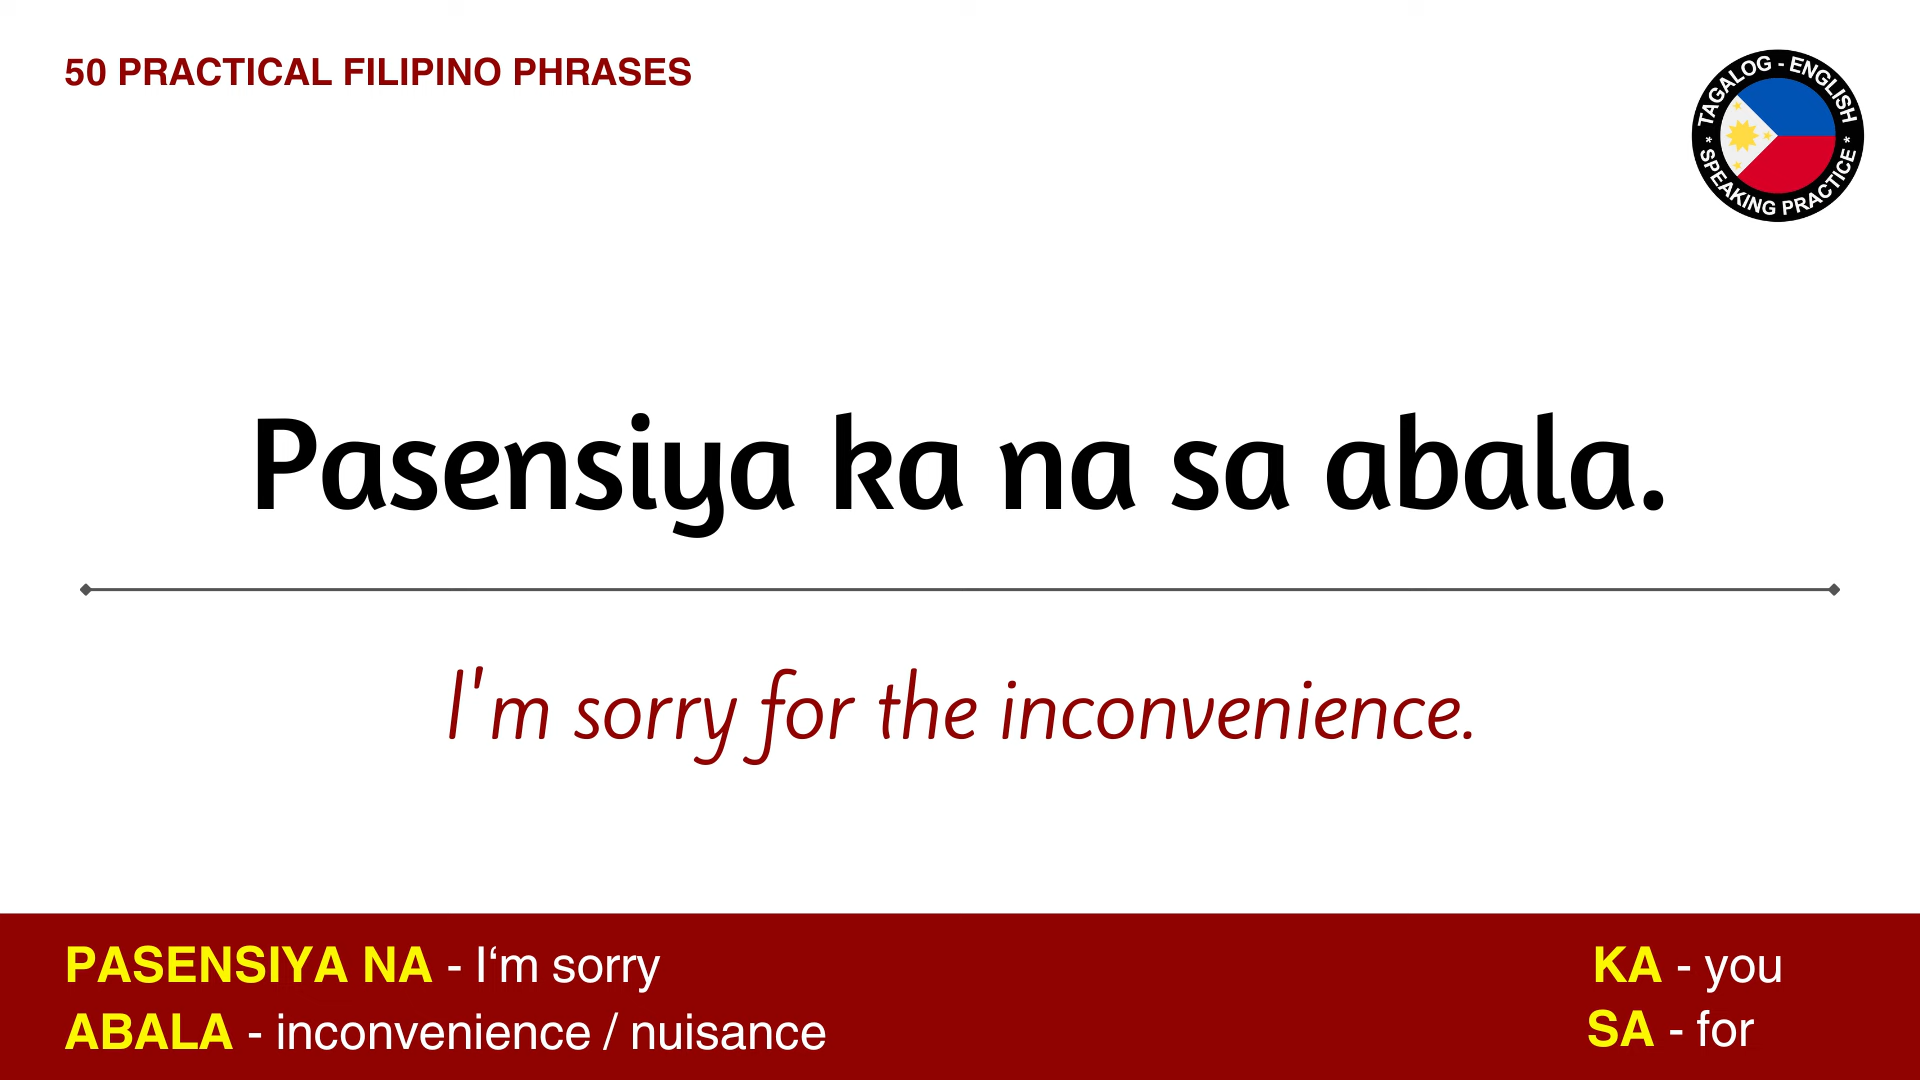 50 PRACTICAL FILIPINO PHRASES
TAGALOG - ENGLISH
* SPEAKING PRACTICE *
Pasensiya ka na sa abala.
I'm sorry for the inconvenience.
PASENSIYA NA - I‘m sorry
KA - you
ABALA - inconvenience / nuisance
SA - for